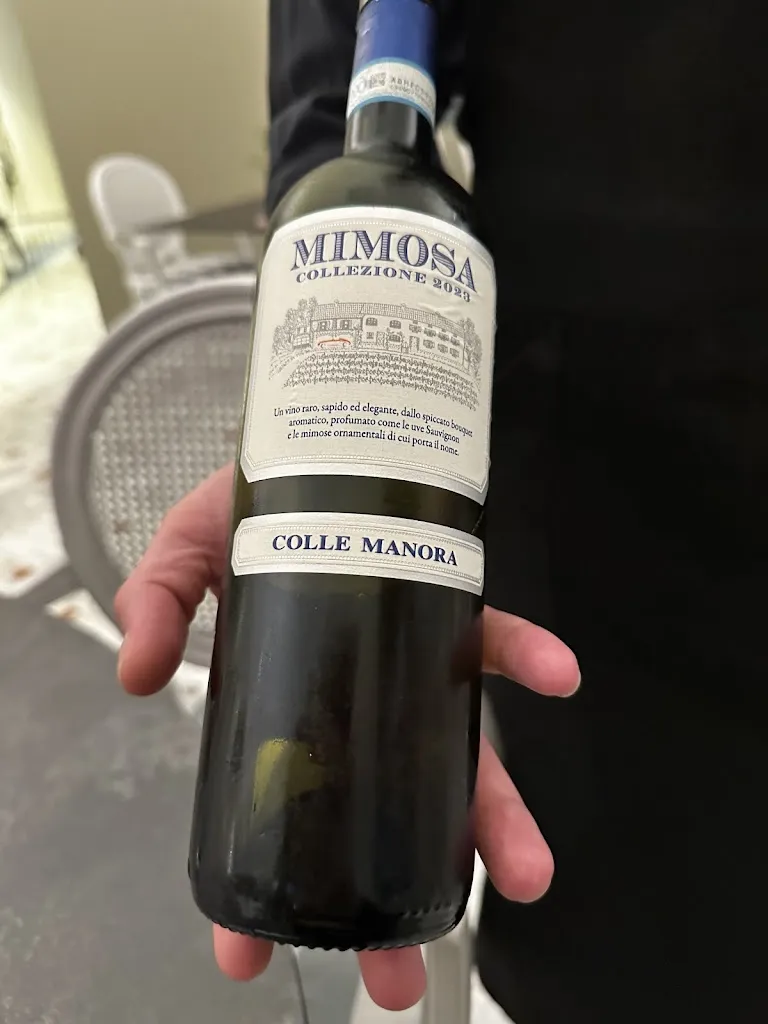 MIMOSA
COLLEZIONE 2023
Un vino raro, sapido ed elegante, dallo spiccato bouquet
aromatico, profumato come le uve Sauvignon
e le mimose ornamentali di cui porta il nome.
COLLE MANORA